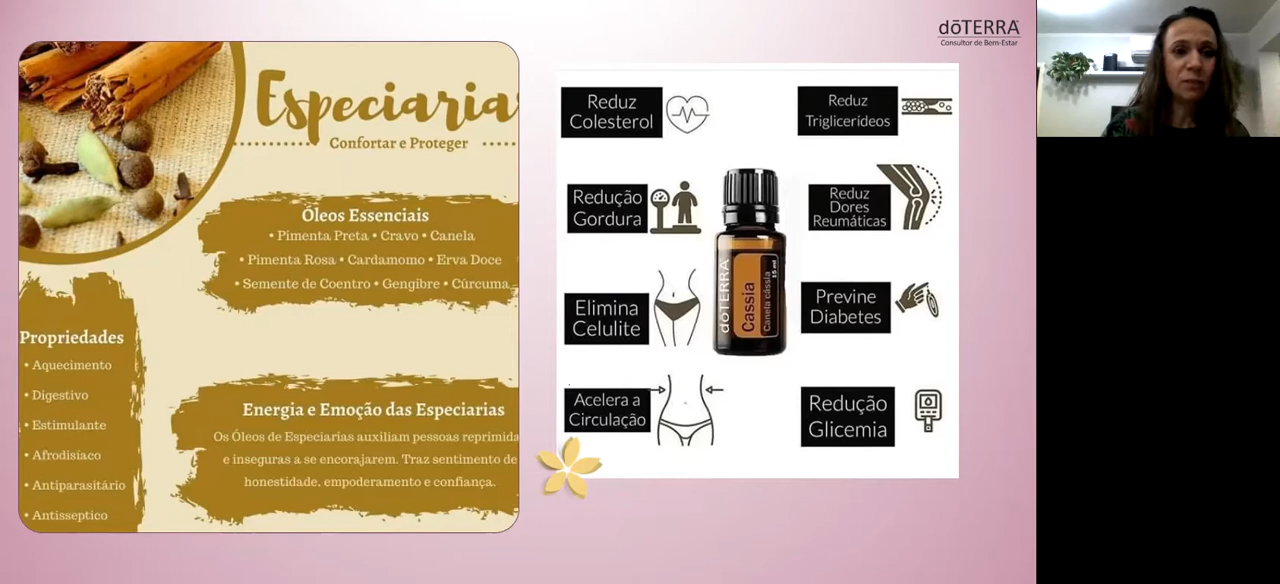 dōTERRA
Consultor de Bem-Estar
Especiaria
Confortar e Proteger
Óleos Essenciais
• Pimenta Preta • Cravo • Canela
• Pimenta Rosa • Cardamomo • Erva Doce
• Semente de Coentro • Gengibre • Cúrcuma
Propriedades
• Aquecimento
• Digestivo
• Estimulante
• Afrodisíaco
• Antiparasitário
• Antisseptico
Energia e Emoção das Especiarias
Os Óleos de Especiarias auxiliam pessoas reprimida
e inseguras a se encorajarem. Traz sentimento de
honestidade, empoderamento e confiança.
Reduz
Colesterol
Reduz
Triglicerídeos
Redução
Gordura
Reduz
Dores
Reumáticas
Elimina
Celulite
Previne
Diabetes
Acelera a
Circulação
Redução
Glicemia
dōTERRA
Cassia
Canela cássia
15 ml